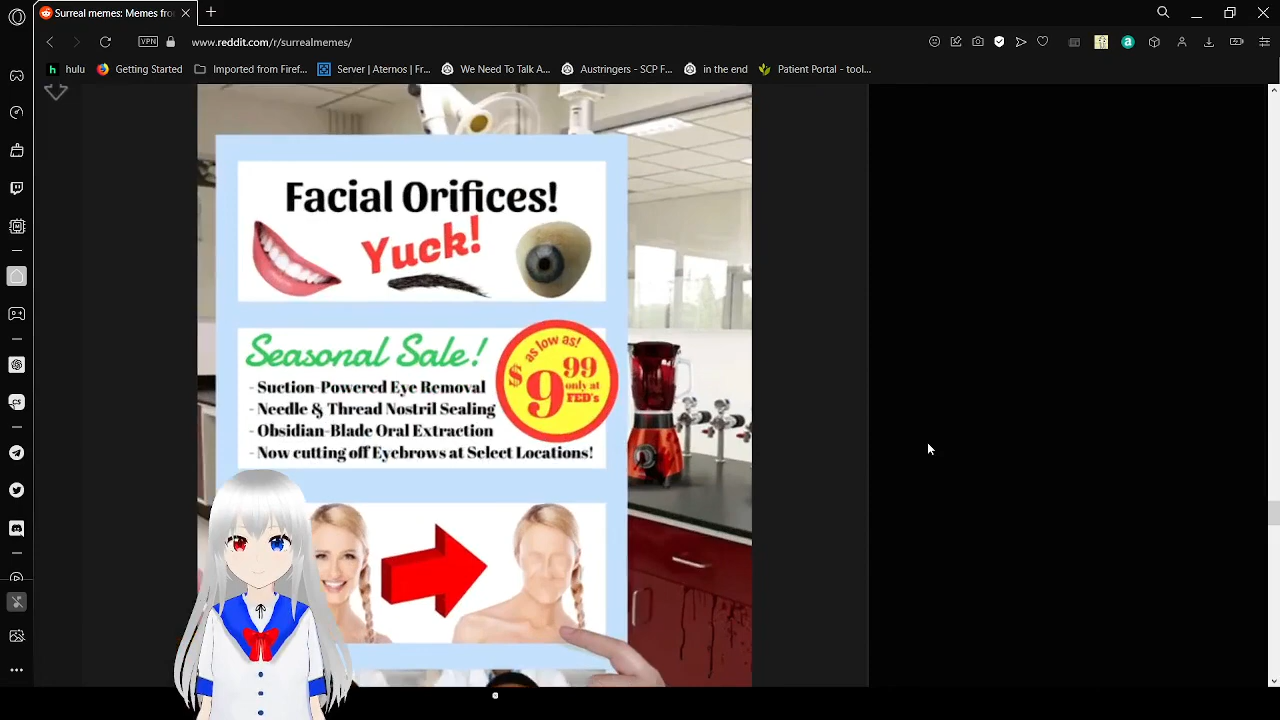 Surreal memes: Memes fro
VPN
www.reddit.com/r/surrealmemes/
hulu
Getting Started
Imported from Firef...
Server | Aternos | Fr...
We Need To Talk A...
Austringers - SCP F...
in the end
Patient Portal - tool...
Facial Orifices!
Yuck!
Seasonal Sale!
as low as!
$9 99
only at
FED's
- Suction-Powered Eye Removal
- Needle & Thread Nostril Sealing
- Obsidian-Blade Oral Extraction
- Now cutting off Eyebrows at Select Locations!